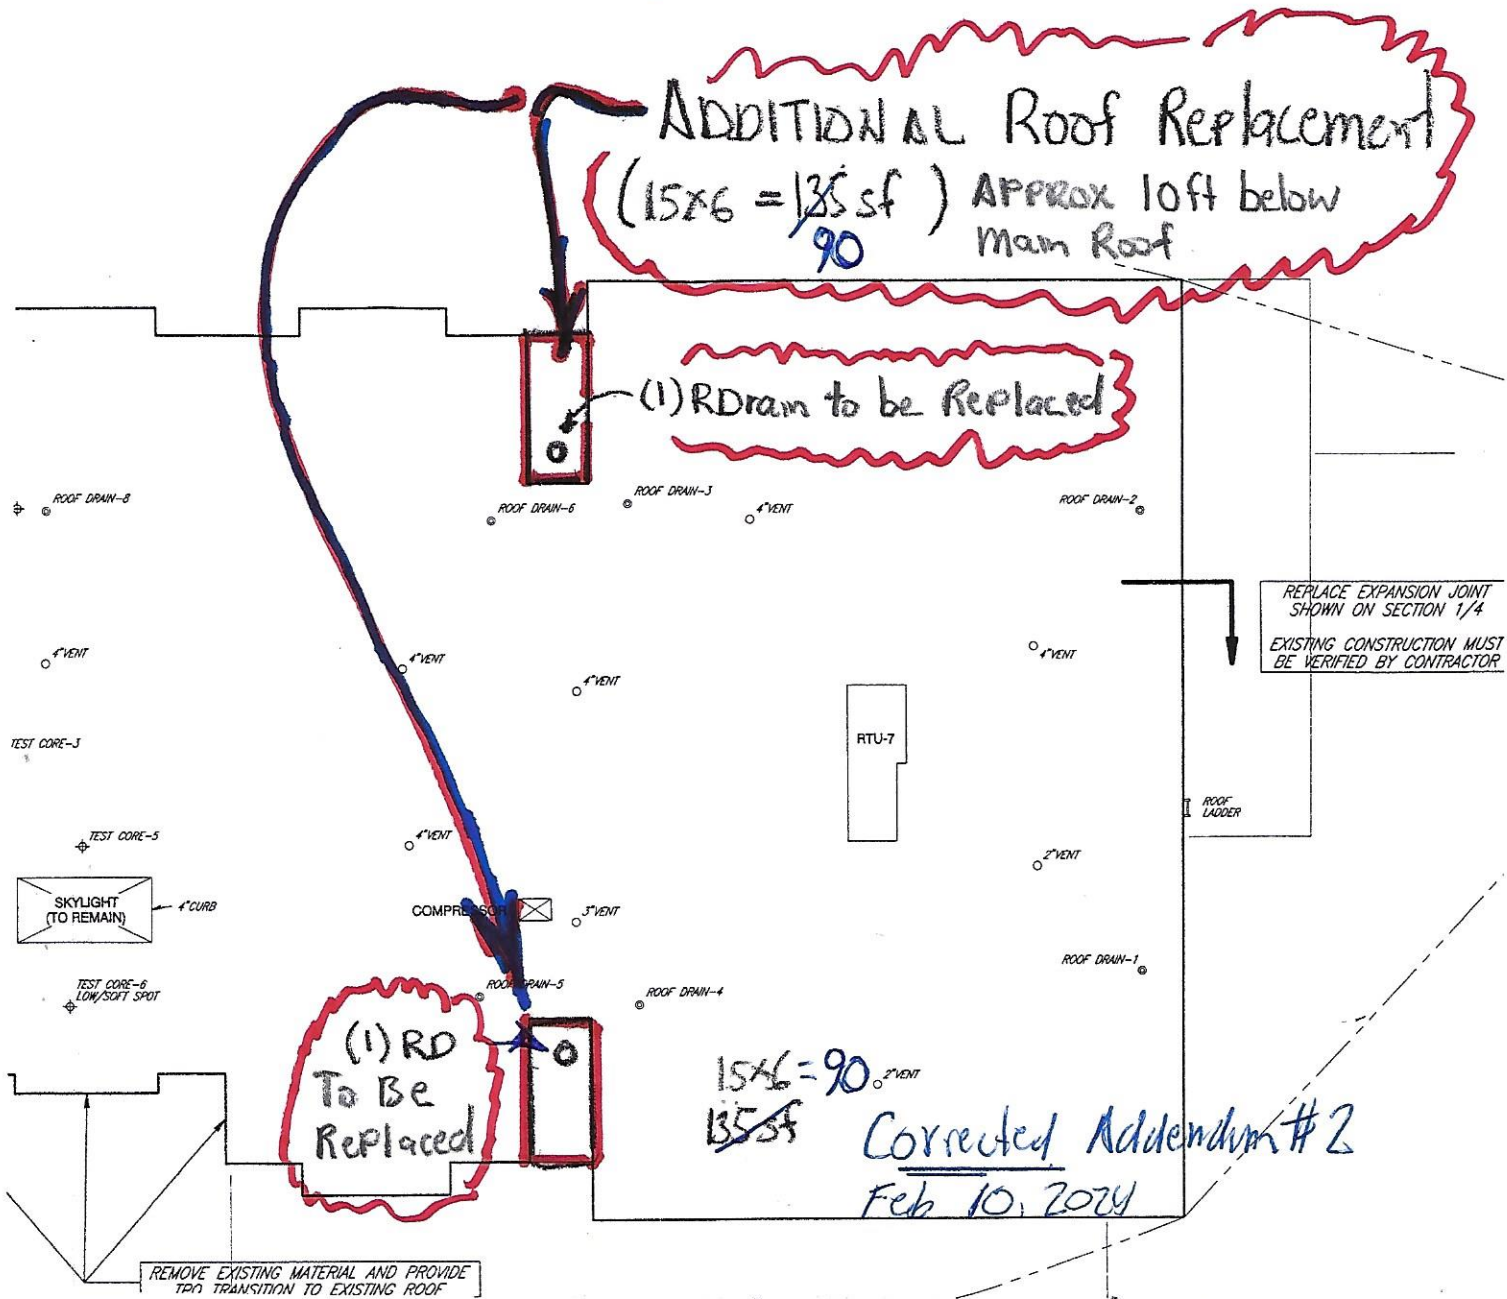 ADDITIONAL Roof Replacement
(15x6 = 135 sf) APPROX 10ft below
90 Main Roof
(1) RDrain to be Replaced
ROOF DRAIN-8
ROOF DRAIN-6
ROOF DRAIN-3
4"VENT
ROOF DRAIN-2
REPLACE EXPANSION JOINT
SHOWN ON SECTION 1/4
EXISTING CONSTRUCTION MUST
BE VERIFIED BY CONTRACTOR
4"VENT
4"VENT
4"VENT
4"VENT
TEST CORE-3
RTU-7
ROOF
LADDER
TEST CORE-5
4"VENT
2"VENT
SKYLIGHT
(TO REMAIN)
4"CURB
COMPRESSOR
3"VENT
ROOF DRAIN-1
TEST CORE-6
LOW/SOFT SPOT
ROOF DRAIN-5
ROOF DRAIN-4
(1) RD
To Be
Replaced
15x6 = 90
135 sf
2"VENT
Corrected Addendum #2
Feb 10, 2024
REMOVE EXISTING MATERIAL AND PROVIDE
TPO TRANSITION TO EXISTING ROOF